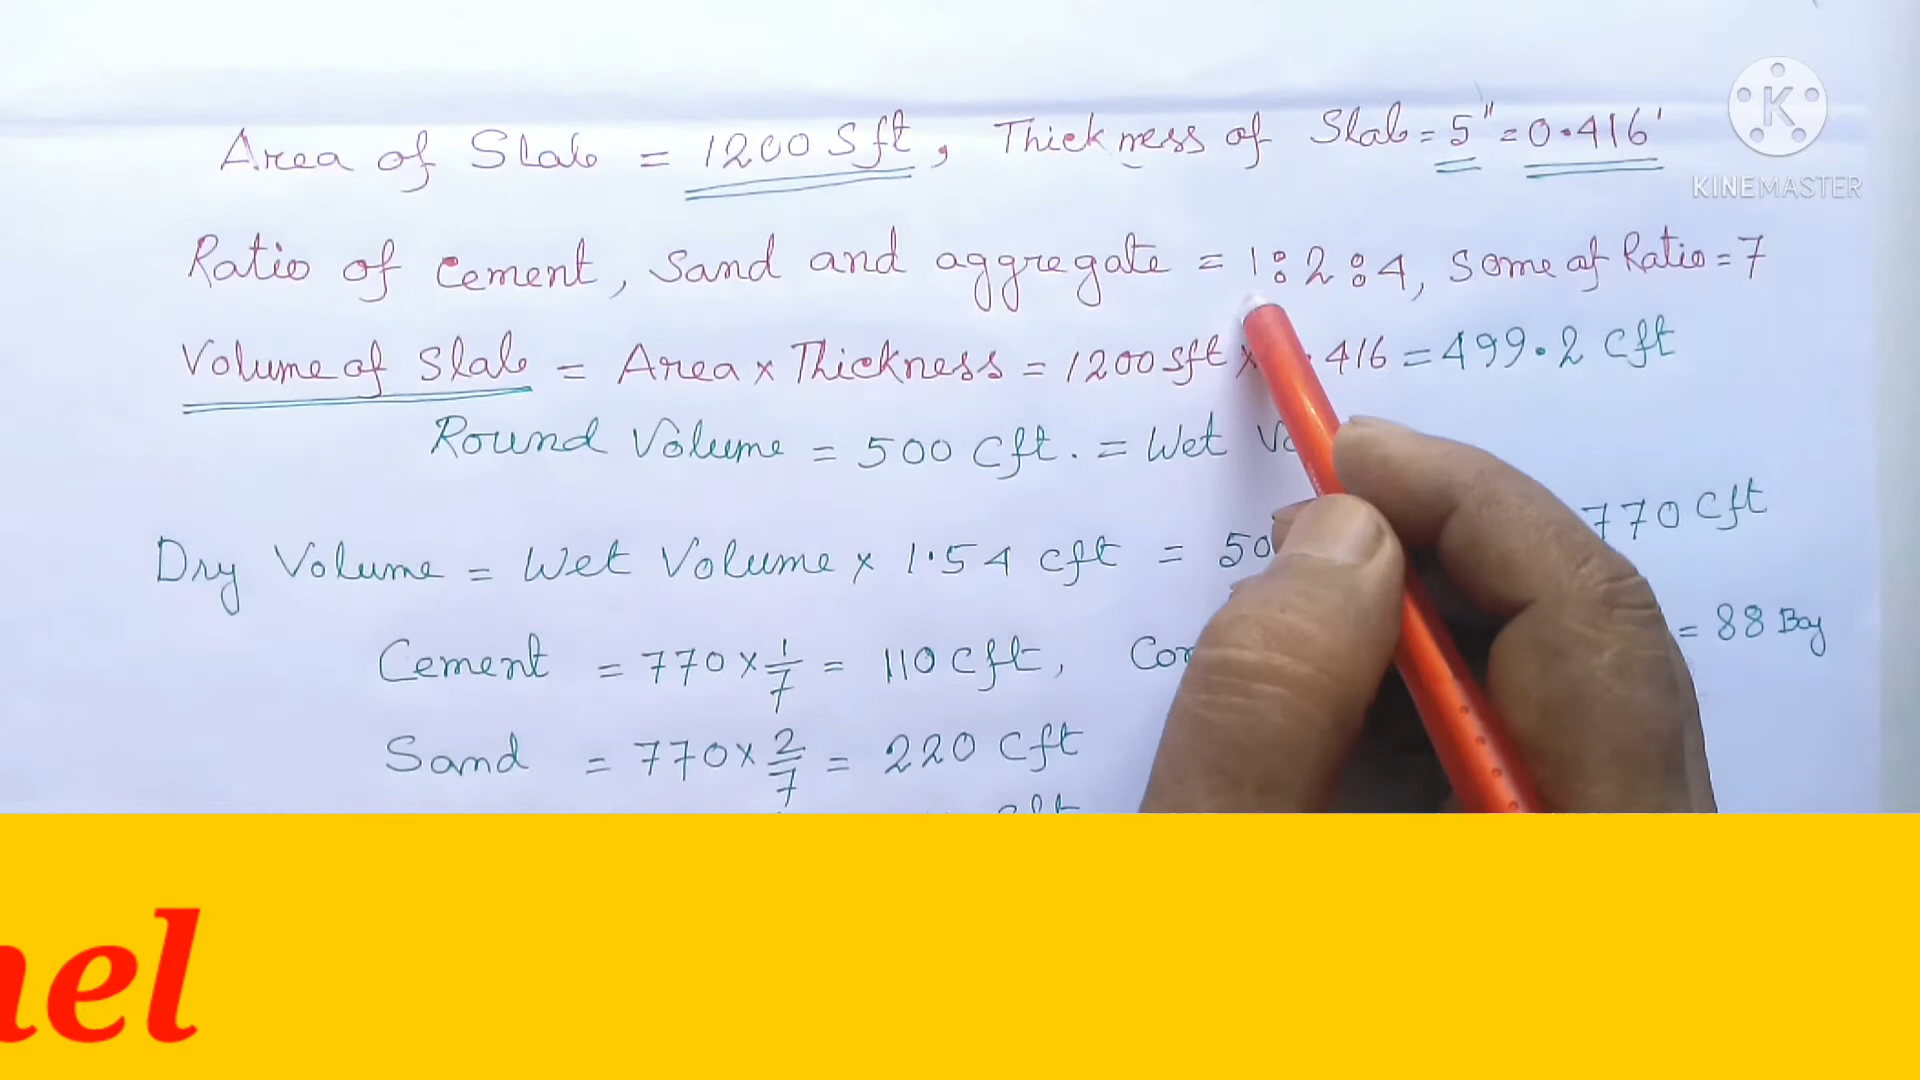 Area of Slab = 1200 Sft, Thickness of Slab = 5" = 0.416'
KINEMASTER
Ratio of Cement, Sand and aggregate = 1:2:4, Some of Ratio = 7
Volume of Slab = Area x Thickness = 1200 Sft x .416 = 499.2 Cft
Round Volume = 500 Cft. = Wet
Dry Volume = Wet Volume x 1.54 cft = 50 770 Cft
Cement = 770 x 1/7 = 110 Cft, = 88 Bag
Sand = 770 x 2/7 = 220 Cft
nel